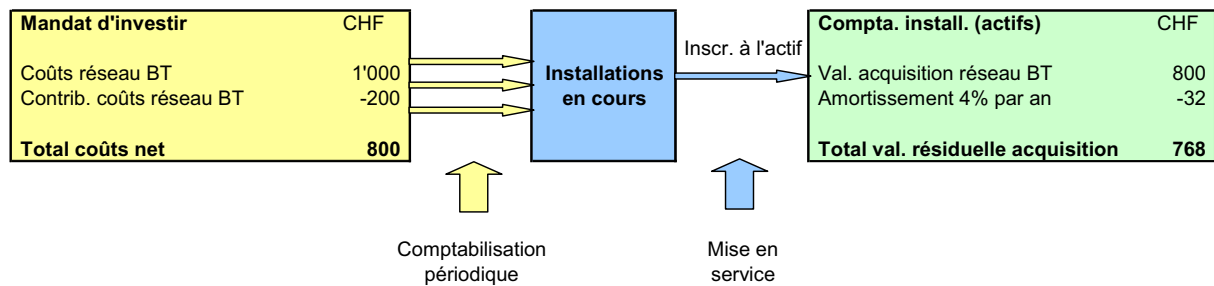 Mandat d'investir CHF
Coûts réseau BT 1'000
Contrib. coûts réseau BT -200
Total coûts net 800
Installations
en cours
Inscr. à l'actif
Compta. install. (actifs) CHF
Val. acquisition réseau BT 800
Amortissement 4% par an -32
Total val. résiduelle acquisition 768
Comptabilisation
périodique
Mise en
service